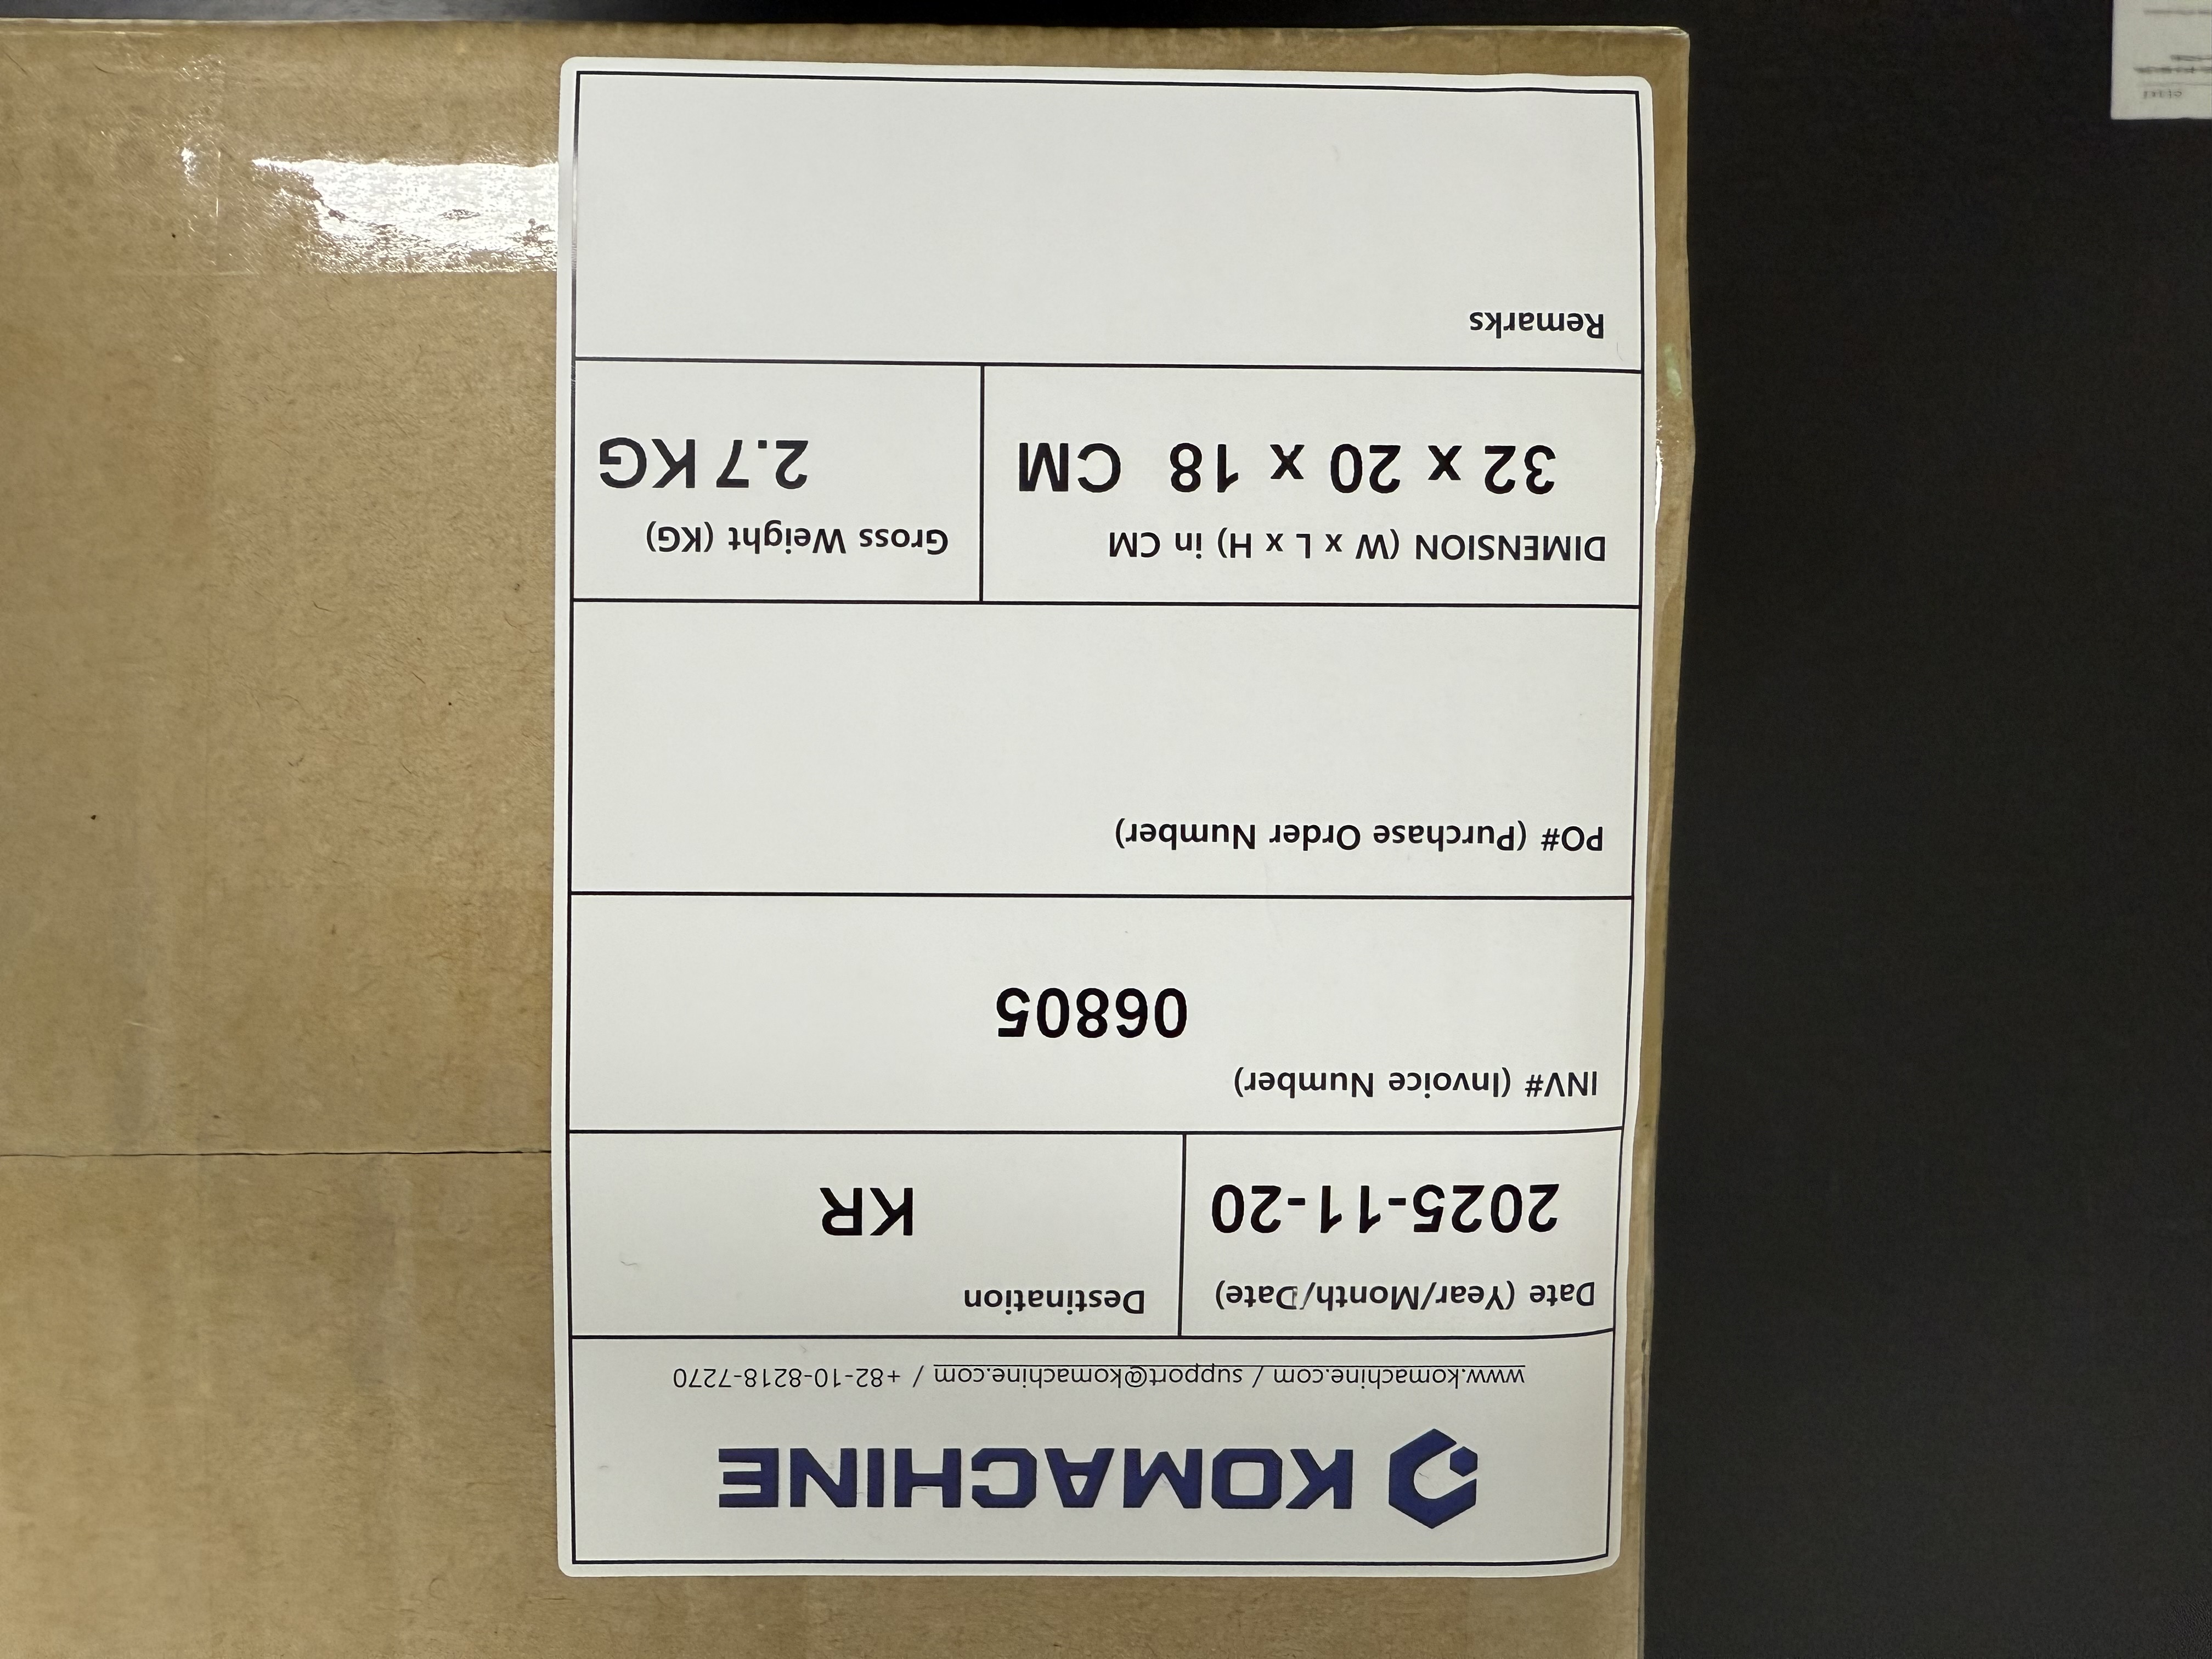 KOMACHINE
www.komachine.com / support@komachine.com / +82-10-8218-7270
Date (Year/Month/Date)
2025-11-20
Destination
KR
INV# (Invoice Number)
06805
PO# (Purchase Order Number)
DIMENSION (W x L x H) in CM
32 x 20 x 18 CM
Gross Weight (KG)
2.7 KG
Remarks